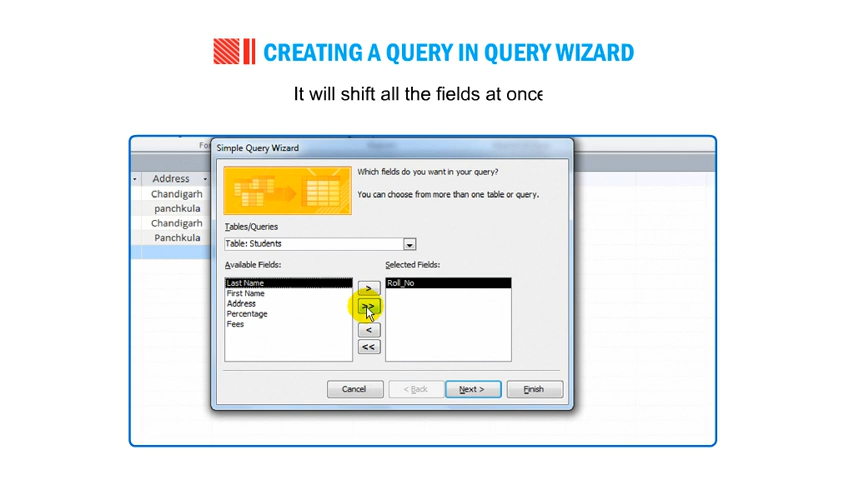 CREATING A QUERY IN QUERY WIZARD
It will shift all the fields at once
Simple Query Wizard
Address
Chandigarh
panchkula
Chandigarh
Panchkula
Which fields do you want in your query?
You can choose from more than one table or query.
Tables/Queries
Table: Students
Available Fields:
Last Name
First Name
Address
Percentage
Fees
>
>>
<
<<
Selected Fields:
Roll_No
Cancel
< Back
Next >
Finish